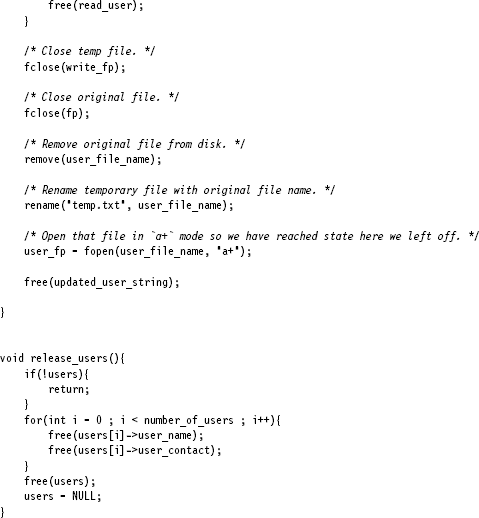 free(read_user);
    }

    /* Close temp file. */
    fclose(write_fp);

    /* Close original file. */
    fclose(fp);

    /* Remove original file from disk. */
    remove(user_file_name);

    /* Rename temporary file with original file name. */
    rename("temp.txt", user_file_name);

    /* Open that file in `a+` mode so we have reached state here we left off. */
    user_fp = fopen(user_file_name, "a+");

    free(updated_user_string);

}


void release_users(){
    if(!users){
        return;
    }
    for(int i = 0 ; i < number_of_users ; i++){
        free(users[i]->user_name);
        free(users[i]->user_contact);
    }
    free(users);
    users = NULL;
}